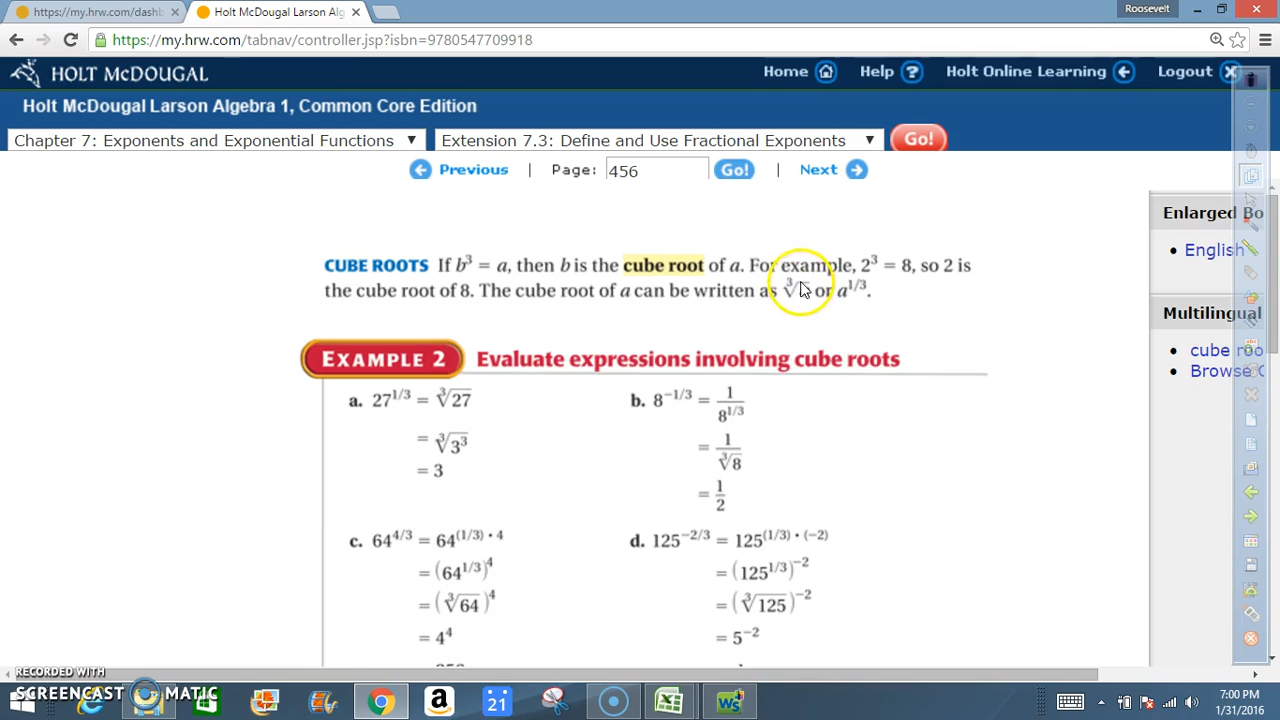 https://my.hrw.com/dashb
Holt McDougal Larson Alg
Roosevelt
https://my.hrw.com/tabnav/controller.jsp?isbn=9780547709918
HOLT MCDOUGAL
Home
Help
Holt Online Learning
Logout
Holt McDougal Larson Algebra 1, Common Core Edition
Chapter 7: Exponents and Exponential Functions
Extension 7.3: Define and Use Fractional Exponents
Go!
Previous | Page: 456 Go! | Next
Enlarged Bo
English
Multilingual
cube roo
Browse
CUBE ROOTS If b³ = a, then b is the cube root of a. For example, 2³ = 8, so 2 is
the cube root of 8. The cube root of a can be written as ∛ or a^1/3.
EXAMPLE 2 Evaluate expressions involving cube roots
a. 27^1/3 = ∛27
= ∛3³
= 3
b. 8^−1/3 = 1/8^1/3
= 1/∛8
= 1/2
c. 64^4/3 = 64^(1/3) • 4
= (64^1/3)^4
= (∛64)^4
= 4^4
d. 125^−2/3 = 125^(1/3) • (−2)
= (125^1/3)^−2
= (∛125)^−2
= 5^−2
RECORDED WITH
SCREENCAST MATIC
21
7:00 PM
1/31/2016